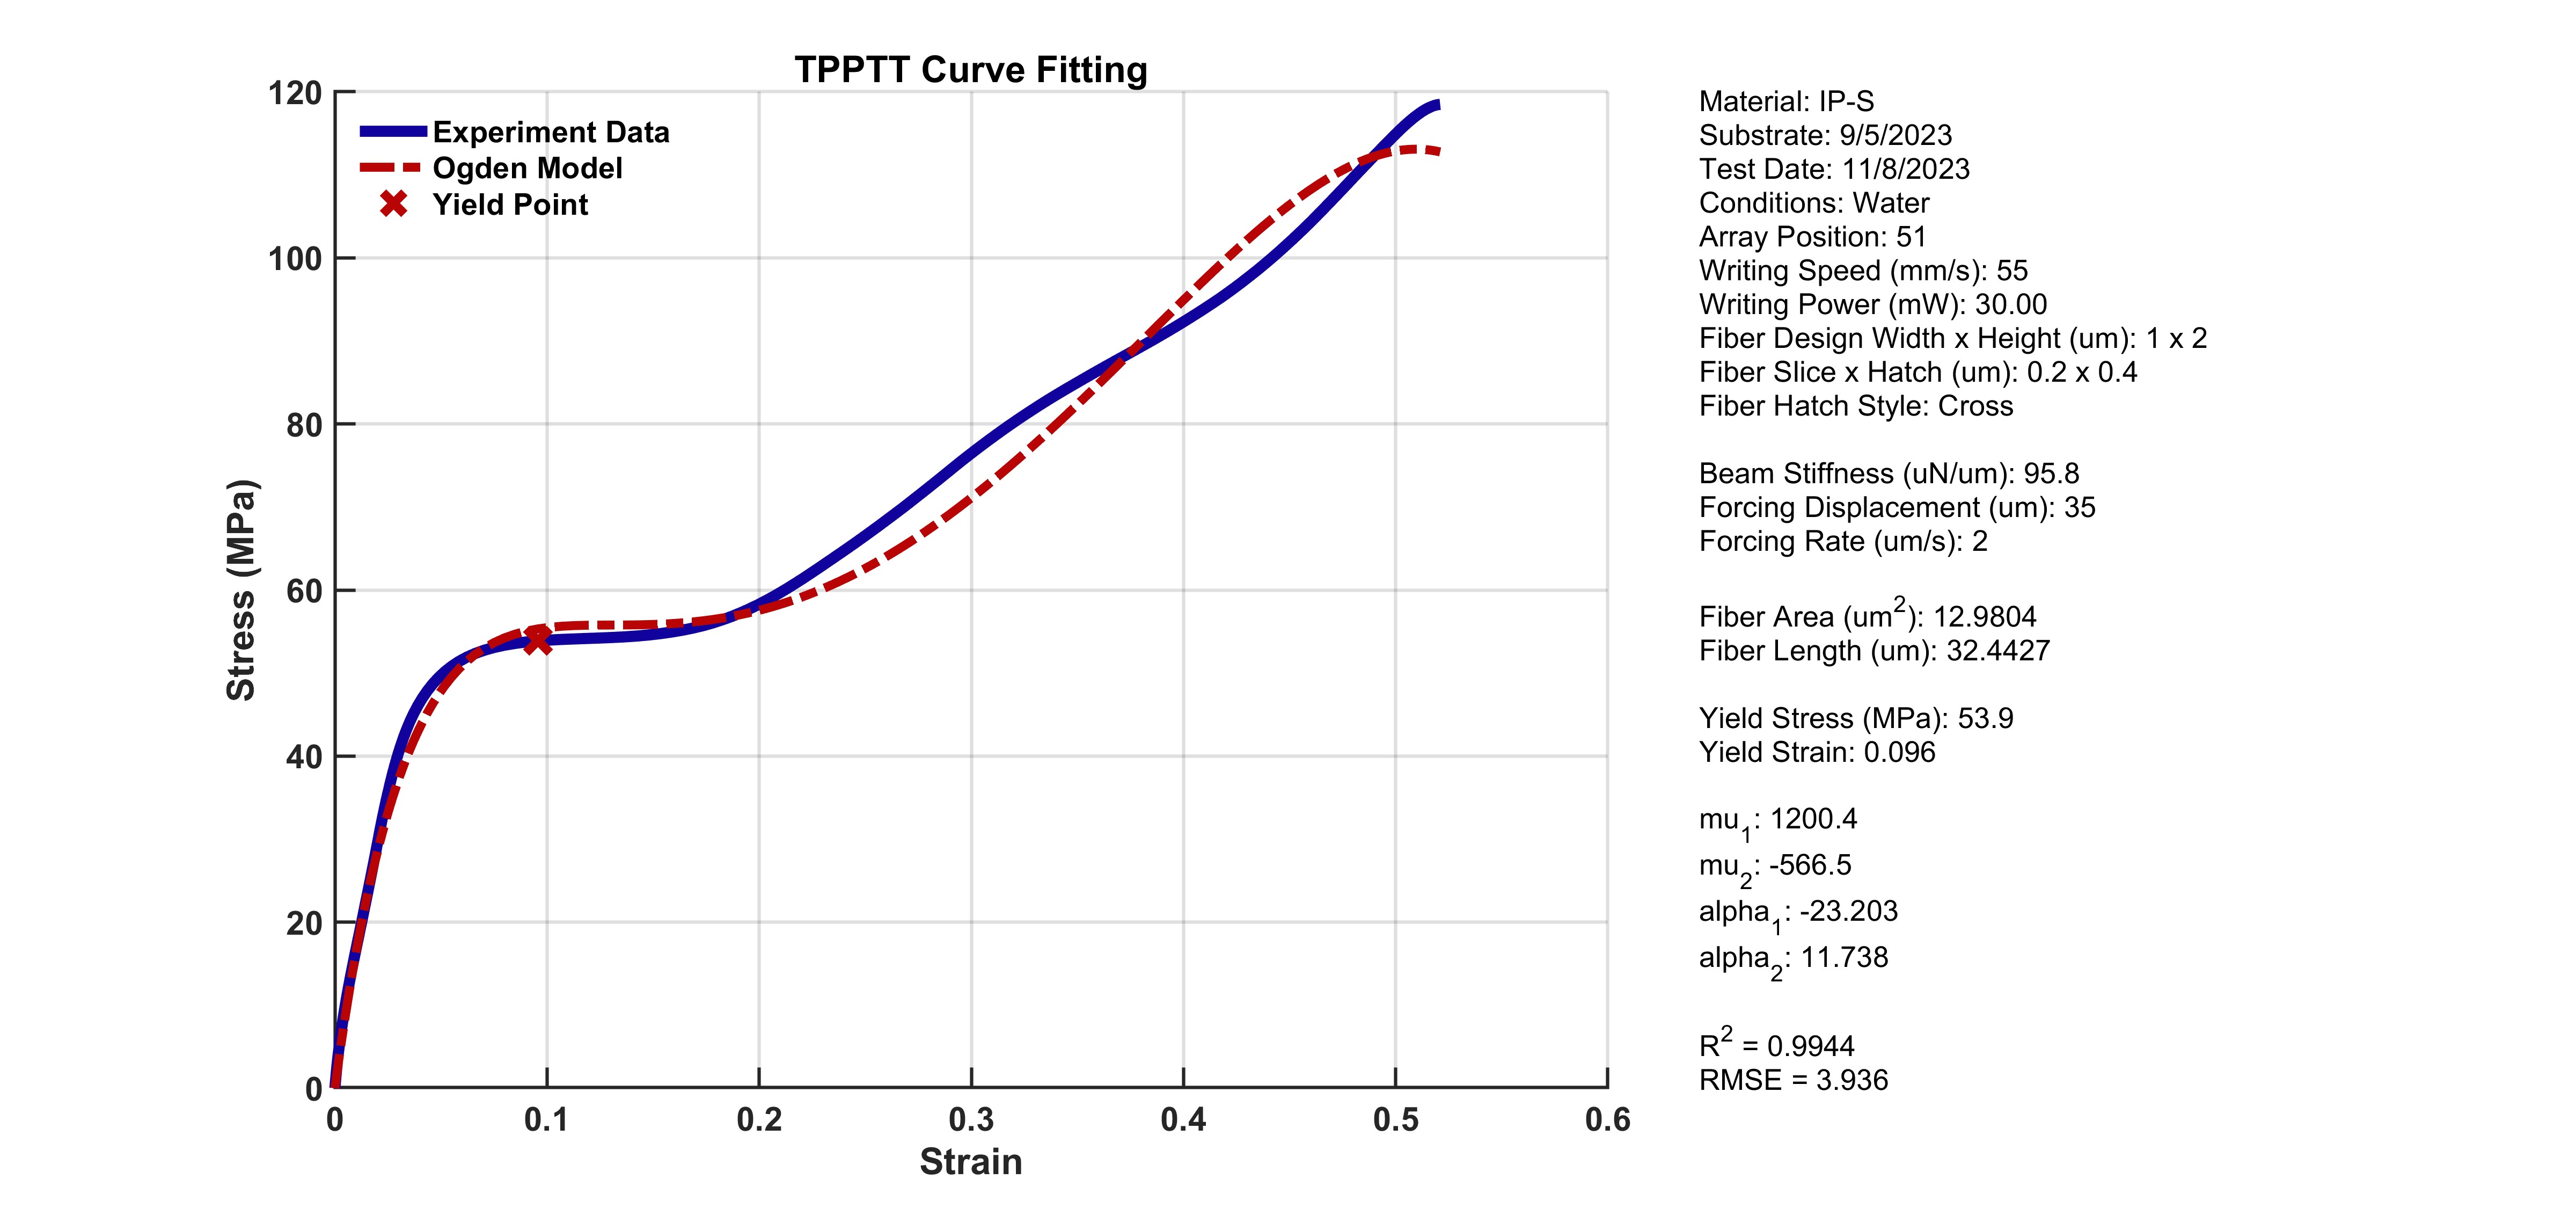 TPPTT Curve Fitting
Experiment Data
Ogden Model
Yield Point
Stress (MPa)
120
100
80
60
40
20
0
0 0.1 0.2 0.3 0.4 0.5 0.6
Strain
Material: IP-S
Substrate: 9/5/2023
Test Date: 11/8/2023
Conditions: Water
Array Position: 51
Writing Speed (mm/s): 55
Writing Power (mW): 30.00
Fiber Design Width x Height (um): 1 x 2
Fiber Slice x Hatch (um): 0.2 x 0.4
Fiber Hatch Style: Cross
Beam Stiffness (uN/um): 95.8
Forcing Displacement (um): 35
Forcing Rate (um/s): 2
Fiber Area (um²): 12.9804
Fiber Length (um): 32.4427
Yield Stress (MPa): 53.9
Yield Strain: 0.096
mu₁: 1200.4
mu₂: -566.5
alpha₁: -23.203
alpha₂: 11.738
R² = 0.9944
RMSE = 3.936